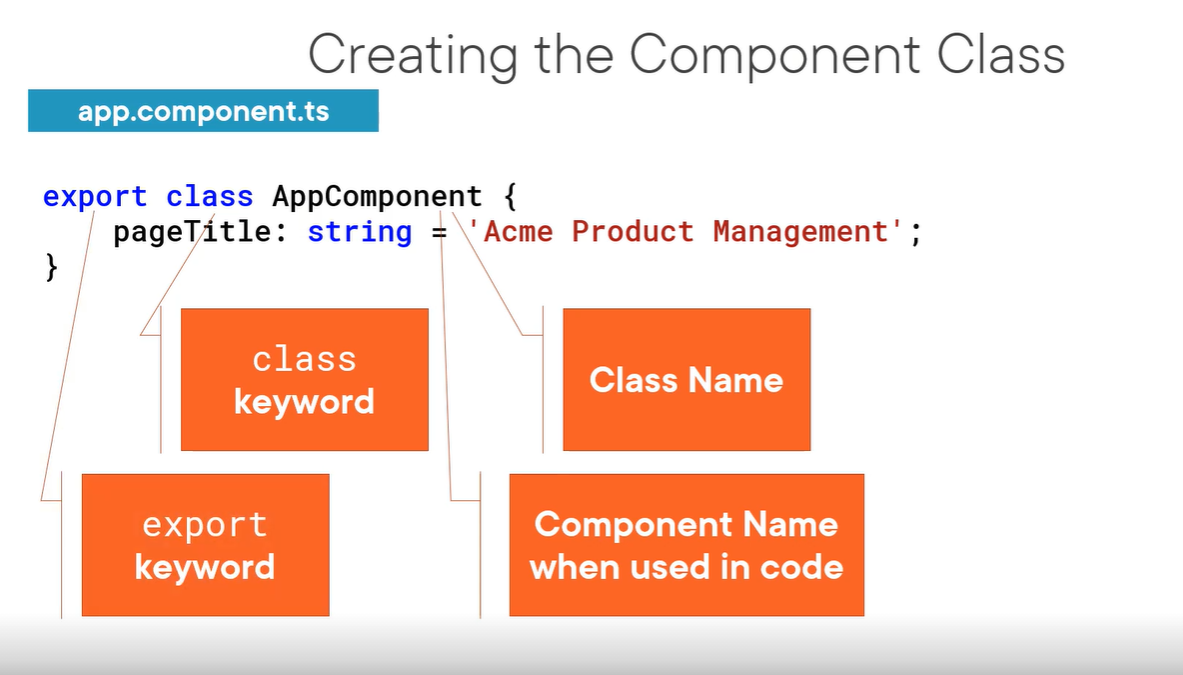 Creating the Component Class
app.component.ts
export class AppComponent {
    pageTitle: string = 'Acme Product Management';
}
class
keyword
Class Name
export
keyword
Component Name
when used in code